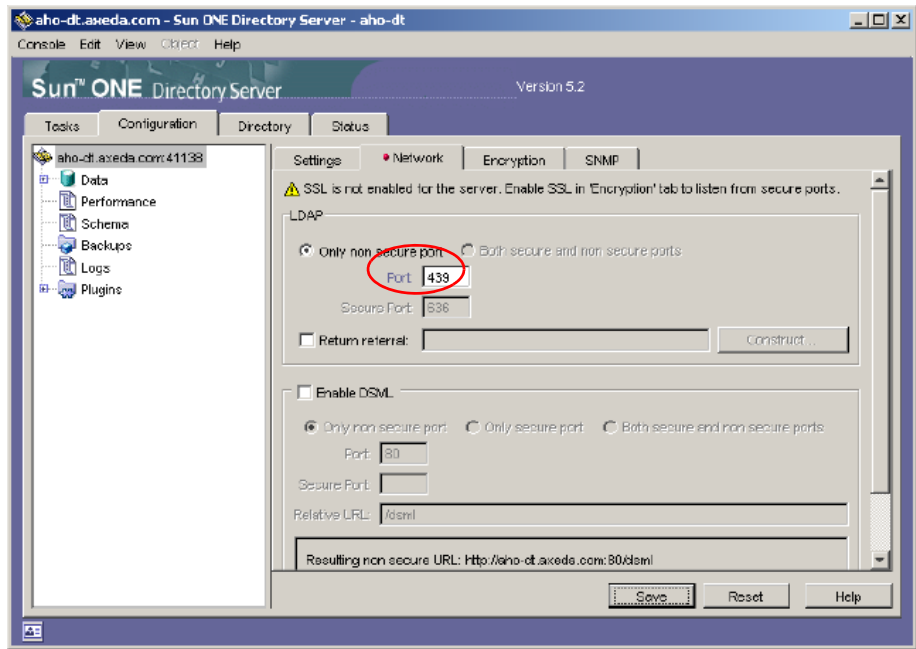 aho-dt.axeda.com - Sun ONE Directory Server - aho-dt
Console Edit View Object Help
Sun™ ONE Directory Server
Version 5.2
Tasks Configuration Directory Status
aho-dt.axeda.com:41138
Data
Performance
Schema
Backups
Logs
Plugins
Settings Network Encryption SNMP
SSL is not enabled for the server. Enable SSL in 'Encryption' tab to listen from secure ports.
LDAP
Only non secure port Both secure and non secure ports
Port: 439
Secure Port: 636
Return referral: Construct...
Enable DSML
Only non secure port Only secure port Both secure and non secure ports
Port: 80
Secure Port:
Relative URL: /dsml
Resulting non secure URL: http://aho-dt.axeda.com:80/dsml
Save Reset Help